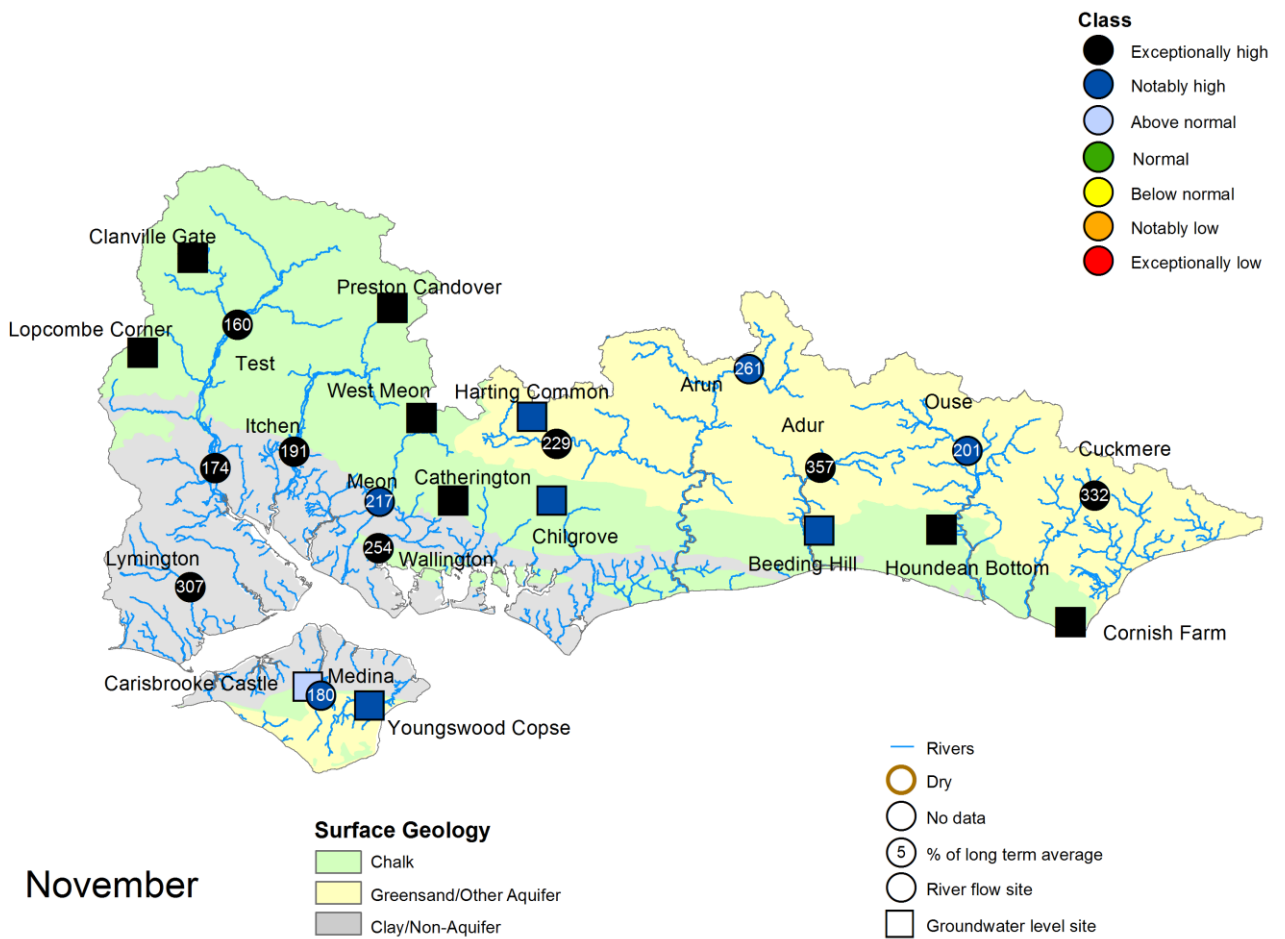 Class
Exceptionally high
Notably high
Above normal
Normal
Below normal
Notably low
Exceptionally low
Clanville Gate
Preston Candover
Lopcombe Corner
160
Test
West Meon
Harting Common
Arun
261
Ouse
Itchen
Adur
191
229
201
Cuckmere
174
357
Meon
Catherington
332
217
Chilgrove
254
Wallington
Lymington
Beeding Hill
Houndean Bottom
307
Cornish Farm
Carisbrooke Castle
Medina
180
Youngswood Copse
Rivers
Dry
No data
5
% of long term average
River flow site
Groundwater level site
Surface Geology
Chalk
Greensand/Other Aquifer
Clay/Non-Aquifer
November